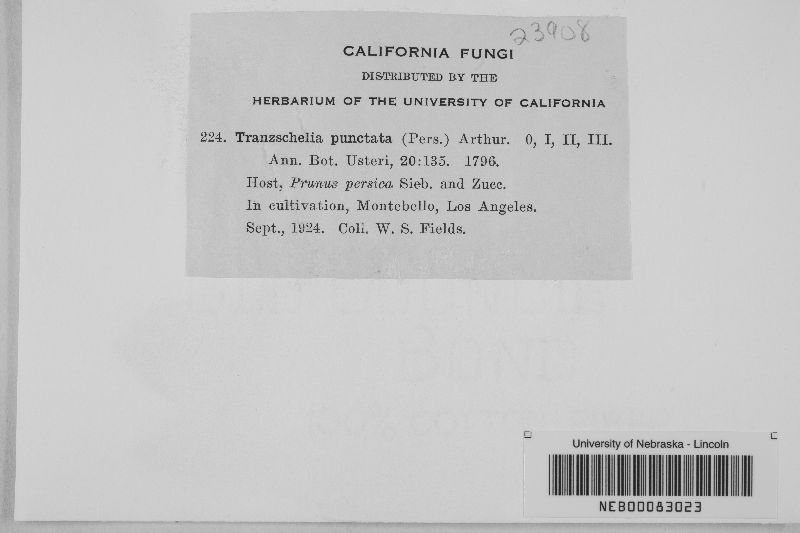 23908
CALIFORNIA FUNGI
DISTRIBUTED BY THE
HERBARIUM OF THE UNIVERSITY OF CALIFORNIA
224. Tranzschelia punctata (Pers.) Arthur. 0, I, II, III.
Ann. Bot. Usteri, 20:135. 1796.
Host, Prunus persica Sieb. and Zucc.
In cultivation, Montebello, Los Angeles.
Sept., 1924. Coll. W. S. Fields.
University of Nebraska - Lincoln
NEB00083023